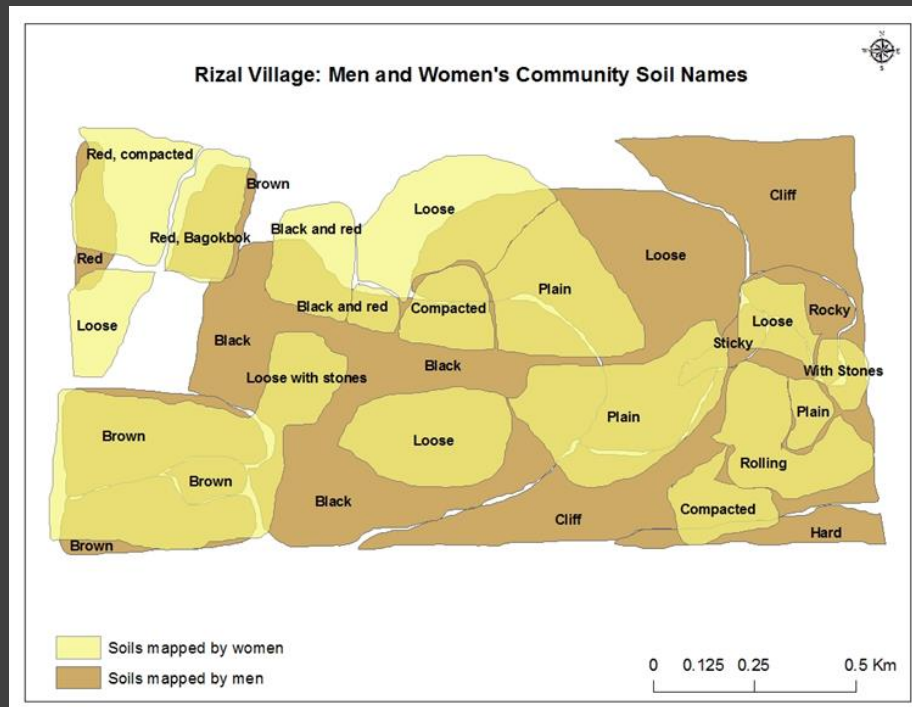 N
Rizal Village: Men and Women's Community Soil Names
Red, compacted
Brown
Cliff
Loose
Black and red
Red, Bagokbok
Red
Loose
Plain
Black and red
Compacted
Rocky
Loose
Loose
Black
Sticky
Black
With Stones
Loose with stones
Plain
Plain
Brown
Loose
Rolling
Brown
Black
Compacted
Cliff
Hard
Brown
Soils mapped by women
Soils mapped by men
0 0.125 0.25 0.5 Km